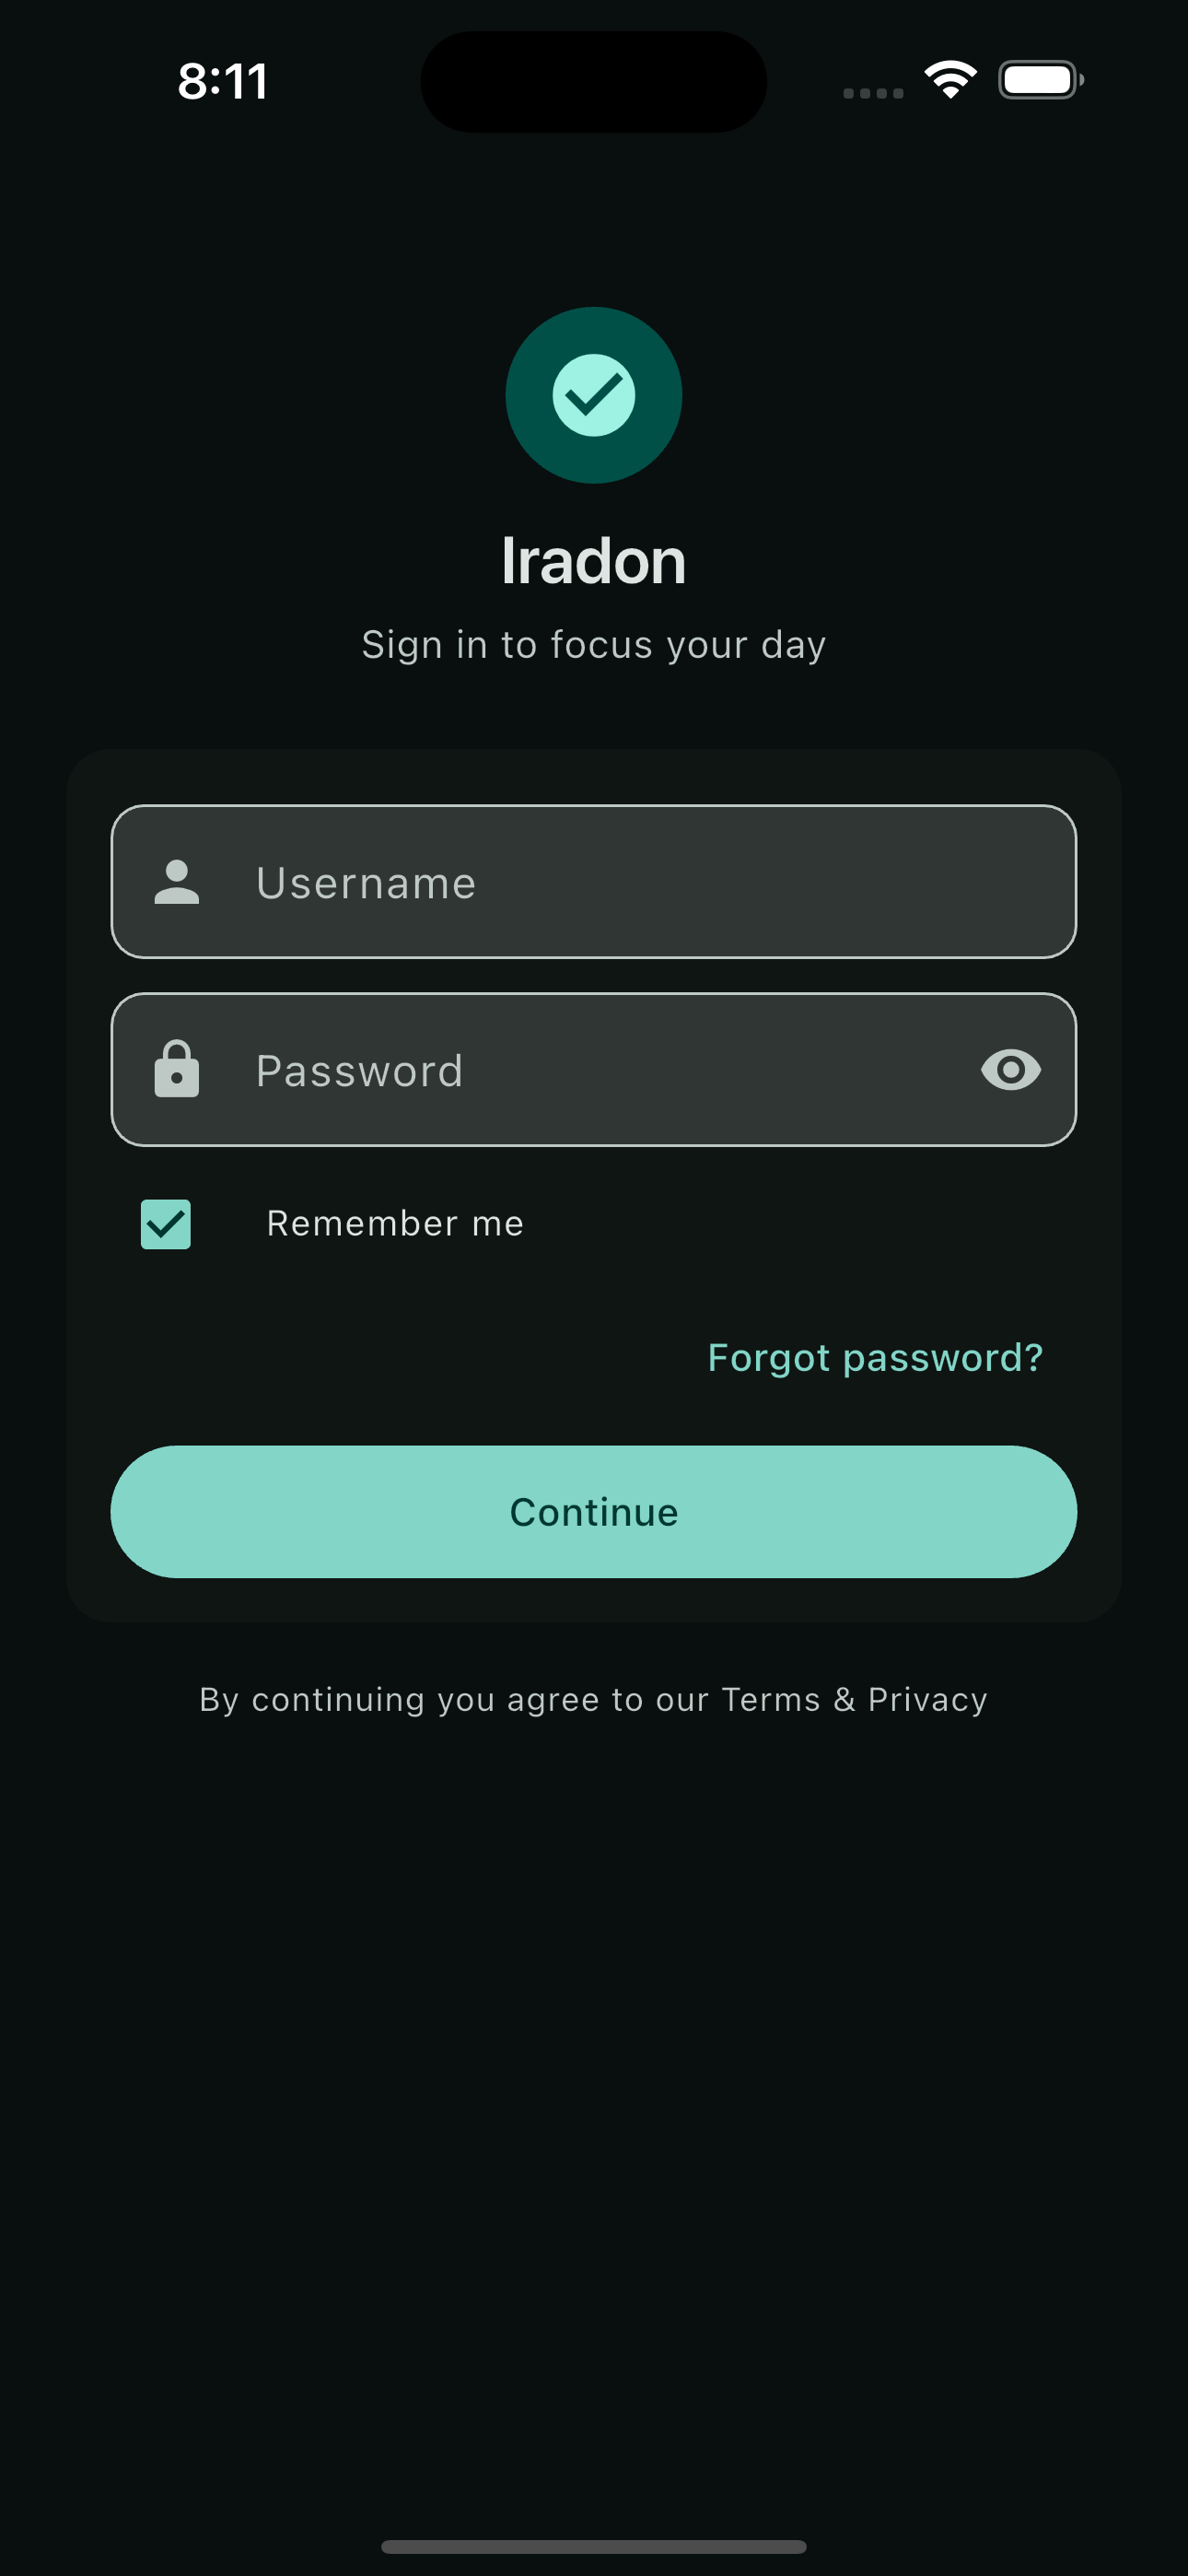 8:11
Iradon
Sign in to focus your day
Username
Password
Remember me
Forgot password?
Continue
By continuing you agree to our Terms & Privacy